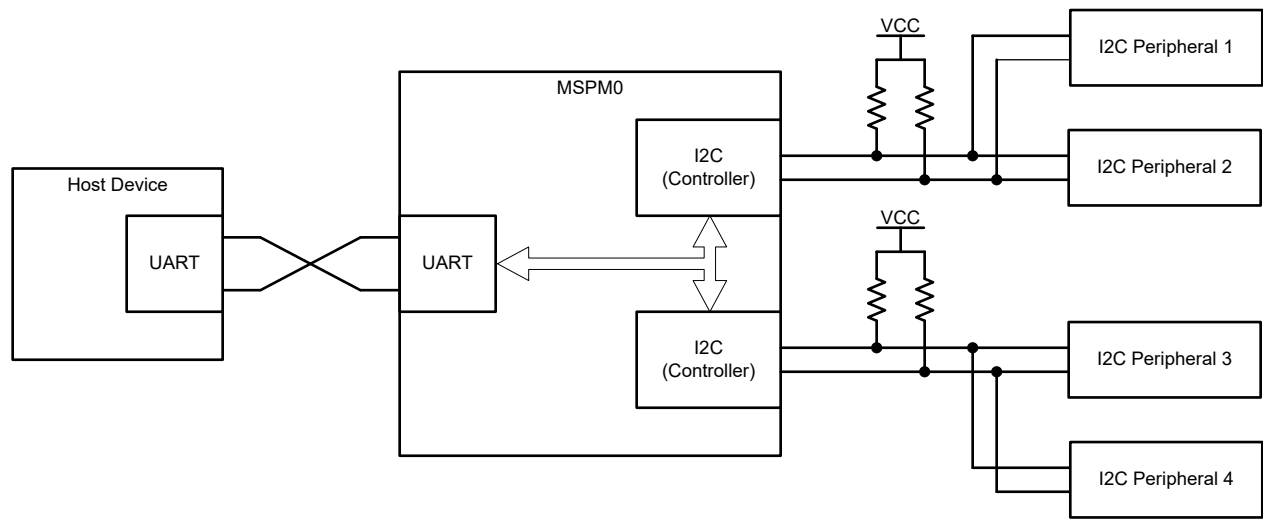 VCC
I2C Peripheral 1
MSPM0
I2C
(Controller)
I2C Peripheral 2
Host Device
VCC
UART
UART
I2C
(Controller)
I2C Peripheral 3
I2C Peripheral 4